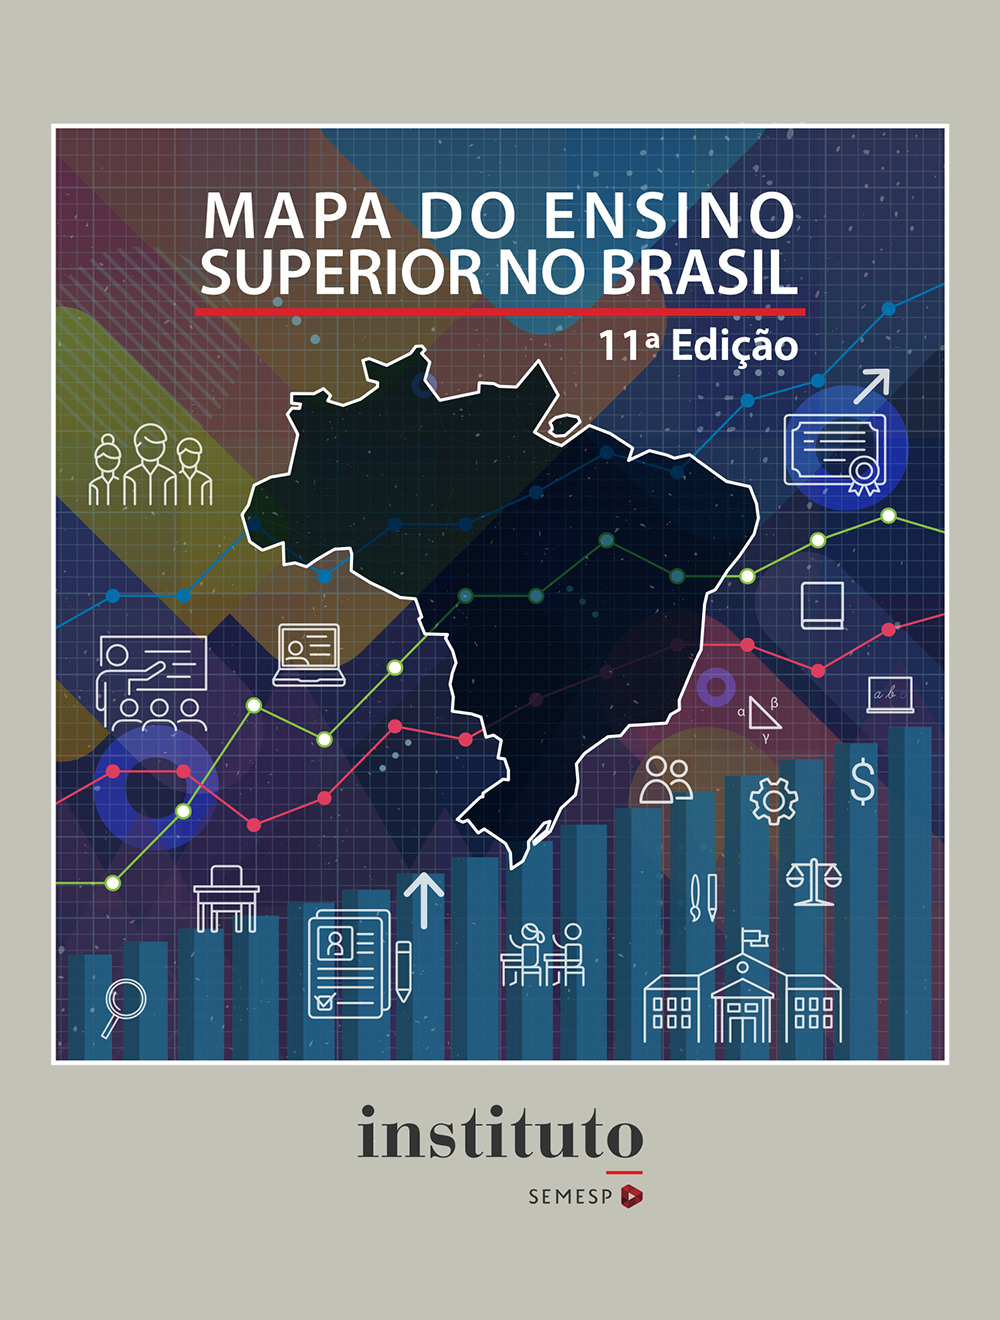 MAPA DO ENSINO
SUPERIOR NO BRASIL
11ª Edição
a b c
α
β
γ
$
instituto
SEMESP